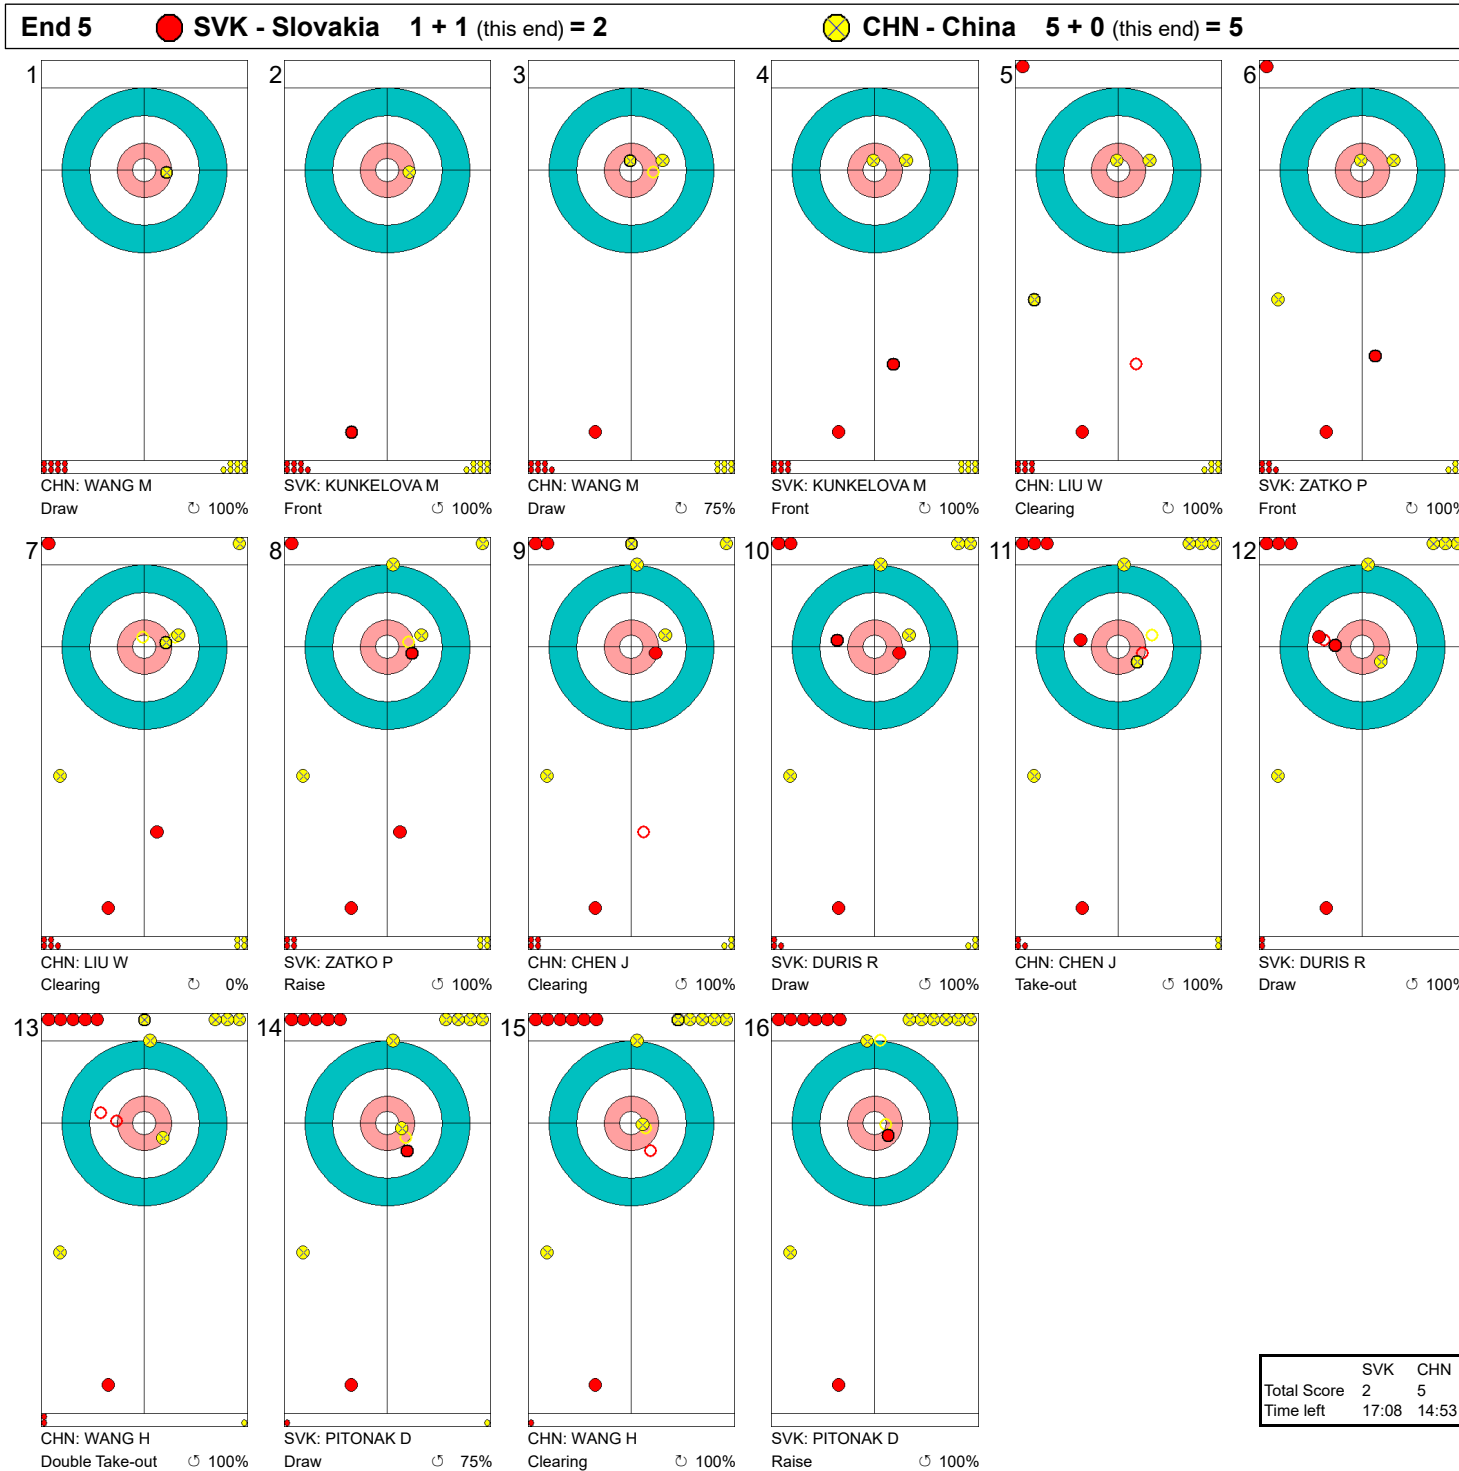 End 5 SVK - Slovakia 1 + 1 (this end) = 2 CHN - China 5 + 0 (this end) = 5
1 2 3 4 5 6
CHN: WANG M SVK: KUNKELOVA M CHN: WANG M SVK: KUNKELOVA M CHN: LIU W SVK: ZATKO P
Draw ↻ 100% Front ↺ 100% Draw ↻ 75% Front ↺ 100% Clearing ↻ 100% Front ↺ 100%
7 8 9 10 11 12
CHN: LIU W SVK: ZATKO P CHN: CHEN J SVK: DURIS R CHN: CHEN J SVK: DURIS R
Clearing ↻ 0% Raise ↺ 100% Clearing ↺ 100% Draw ↺ 100% Take-out ↺ 100% Draw ↺ 100%
13 14 15 16
CHN: WANG H SVK: PITONAK D CHN: WANG H SVK: PITONAK D
Double Take-out ↺ 100% Draw ↺ 75% Clearing ↻ 100% Raise ↺ 100%
SVK CHN
Total Score 2 5
Time left 17:08 14:53